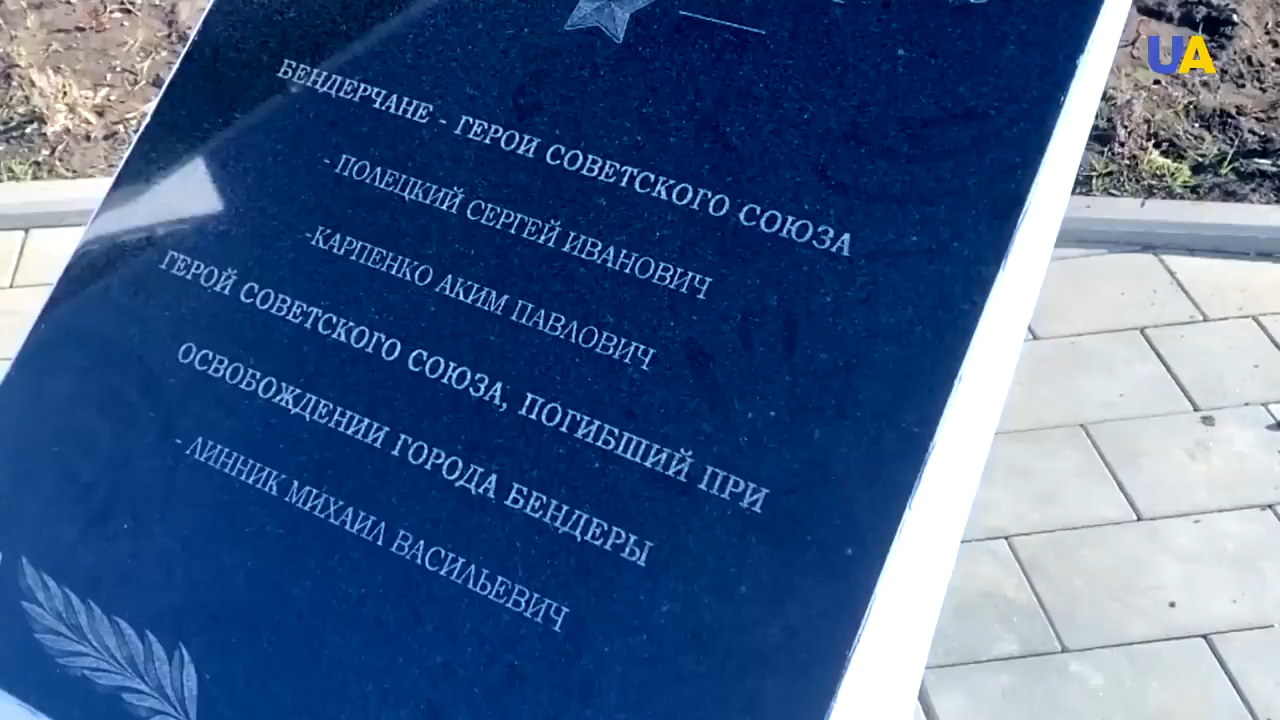 UA
БЕНДЕРЧАНЕ - ГЕРОИ СОВЕТСКОГО СОЮЗА
- ПОЛЕЦКИЙ СЕРГЕЙ ИВАНОВИЧ
-КАРПЕНКО АКИМ ПАВЛОВИЧ
ГЕРОЙ СОВЕТСКОГО СОЮЗА, ПОГИБШИЙ ПРИ
ОСВОБОЖДЕНИИ ГОРОДА БЕНДЕРЫ
- ЛИННИК МИХАИЛ ВАСИЛЬЕВИЧ